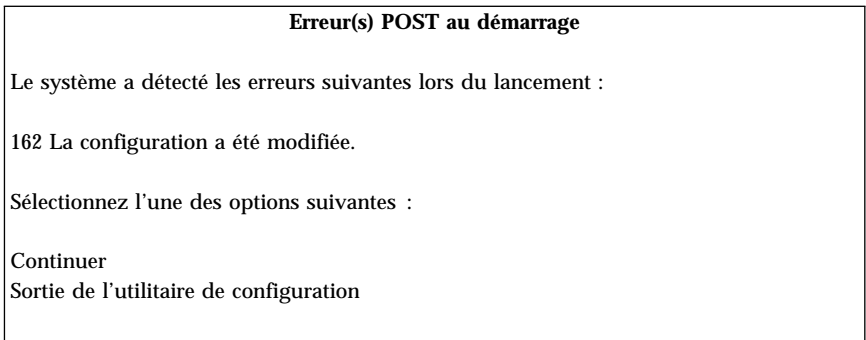 Erreur(s) POST au démarrage
Le système a détecté les erreurs suivantes lors du lancement :
162 La configuration a été modifiée.
Sélectionnez l'une des options suivantes :
Continuer
Sortie de l'utilitaire de configuration